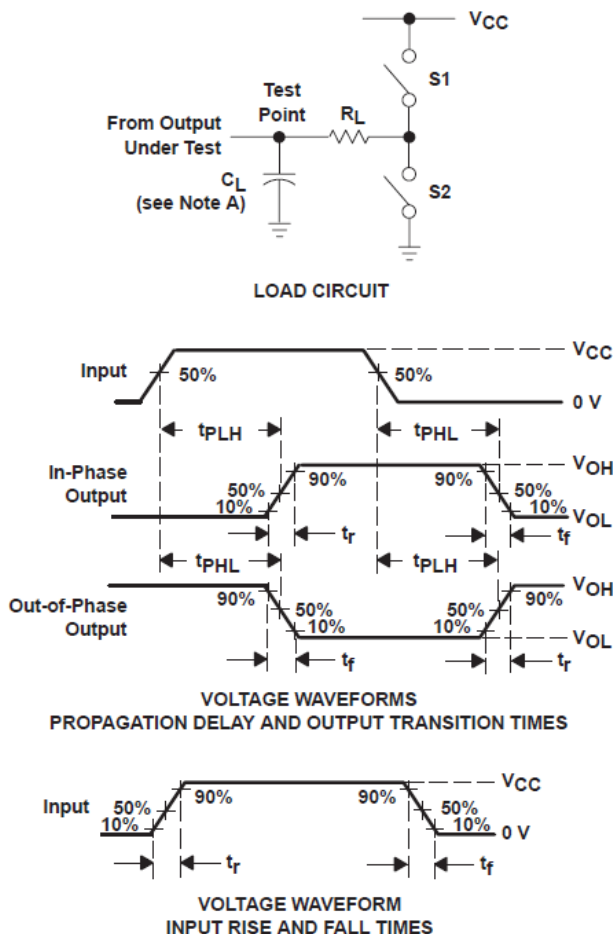 VCC
S1
Test
Point
RL
From Output
Under Test
CL
(see Note A)
S2
LOAD CIRCUIT
VCC
Input
50%
50%
0 V
tPLH
tPHL
In-Phase
Output
VOH
90%
90%
50%
50%
10%
10%
VOL
tr
tf
tPHL
tPLH
Out-of-Phase
Output
VOH
90%
90%
50%
50%
10%
10%
VOL
tf
tr
VOLTAGE WAVEFORMS
PROPAGATION DELAY AND OUTPUT TRANSITION TIMES
Input
VCC
90%
90%
50%
50%
10%
10%
0 V
tr
tf
VOLTAGE WAVEFORM
INPUT RISE AND FALL TIMES